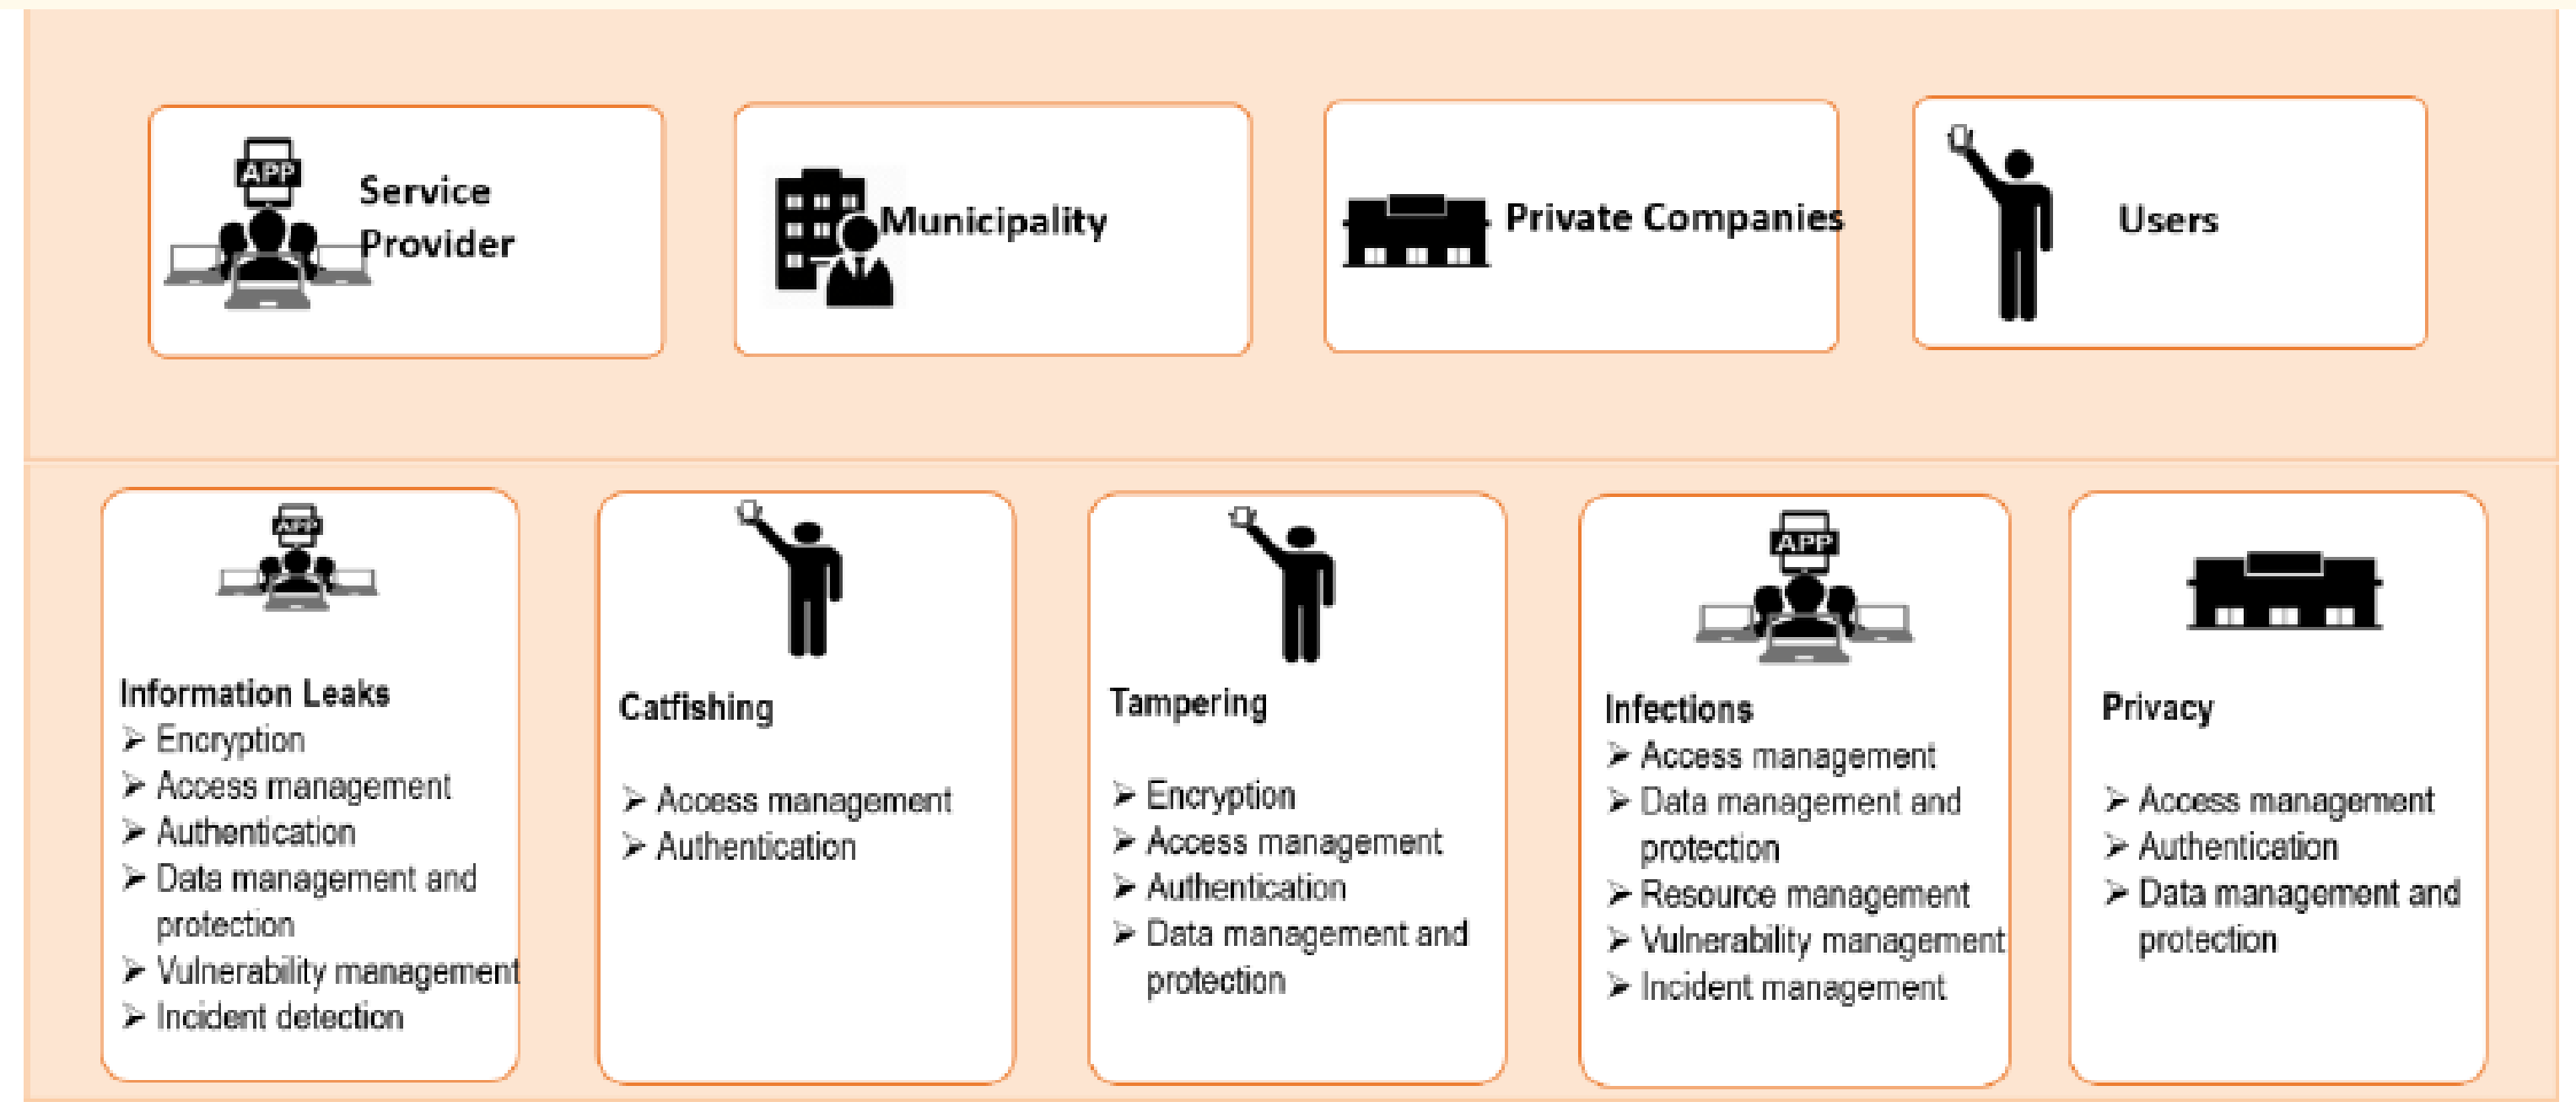 APP
Service
Provider
Municipality
Private Companies
Users
APP
Information Leaks
➢ Encryption
➢ Access management
➢ Authentication
➢ Data management and
protection
➢ Vulnerability management
➢ Incident detection
Catfishing
➢ Access management
➢ Authentication
Tampering
➢ Encryption
➢ Access management
➢ Authentication
➢ Data management and
protection
APP
Infections
➢ Access management
➢ Data management and
protection
➢ Resource management
➢ Vulnerability management
➢ Incident management
Privacy
➢ Access management
➢ Authentication
➢ Data management and
protection